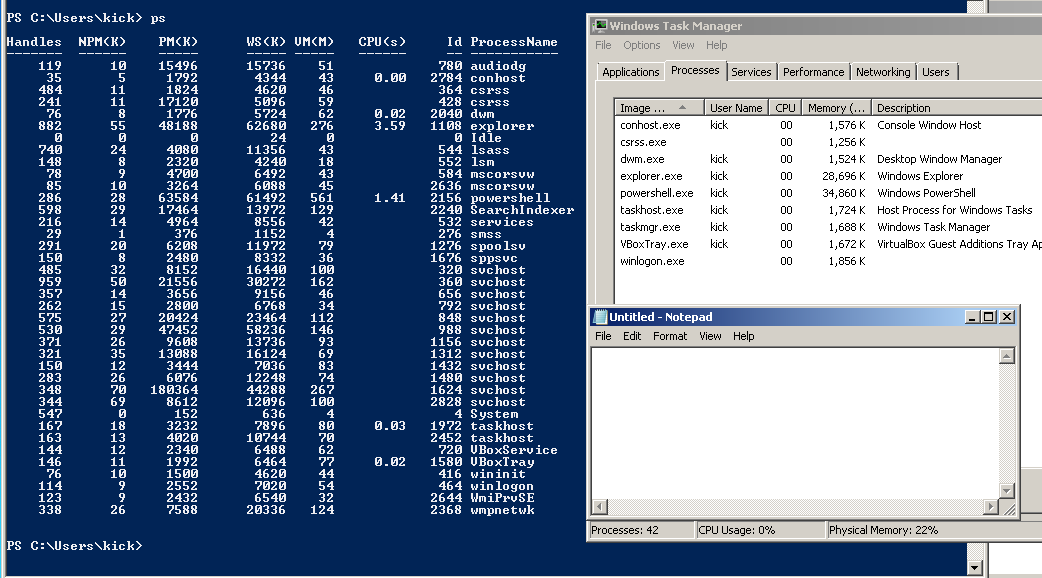 PS C:\Users\kick> ps
Handles NPM(K) PM(K) WS(K) VM(M) CPU(s) Id ProcessName
------- ------ ----- ----- ----- ------ -- -----------
119 10 15496 15736 51 780 audiodg
35 5 1792 4344 43 0.00 2784 conhost
484 11 1824 4620 46 364 csrss
241 11 17120 5096 59 428 csrss
76 8 1776 5724 62 0.02 2040 dwm
882 55 48188 62680 276 3.59 1108 explorer
0 0 0 24 0 0 Idle
740 24 4080 11356 43 544 lsass
148 8 2320 4240 18 552 lsm
78 9 4700 6492 43 584 mscorsvw
85 10 3264 6088 45 2636 mscorsvw
286 28 63584 61492 561 1.41 2156 powershell
598 29 17464 13972 129 2240 SearchIndexer
216 14 4964 8556 42 532 services
29 1 376 1152 4 276 smss
291 20 6208 11972 79 1276 spoolsv
150 8 2480 8332 36 1676 sppsvc
485 32 8152 16440 100 320 svchost
959 50 21556 30272 162 360 svchost
357 14 3656 9156 46 656 svchost
262 15 2800 6768 34 792 svchost
575 27 20424 23464 112 848 svchost
530 29 47452 58236 146 988 svchost
371 26 9608 13736 93 1156 svchost
321 35 13088 16124 69 1312 svchost
150 12 3444 7036 83 1432 svchost
283 26 6076 12248 74 1480 svchost
348 70 180364 44288 267 1624 svchost
344 69 8612 12096 100 2828 svchost
547 0 152 636 4 4 System
167 18 3232 7896 80 0.03 1972 taskhost
163 13 4020 10744 70 2452 taskhost
144 12 2340 6488 62 720 VBoxService
146 11 1992 6464 77 0.02 1580 VBoxTray
76 10 1500 4620 44 416 wininit
114 9 2552 7020 54 464 winlogon
123 9 2432 6540 32 2644 WmiPrvSE
338 26 7588 20336 124 2368 wmpnetwk
PS C:\Users\kick>
Windows Task Manager
File Options View Help
Applications Processes Services Performance Networking Users
Image ... User Name CPU Memory (... Description
conhost.exe kick 00 1,576 K Console Window Host
csrss.exe 00 1,256 K
dwm.exe kick 00 1,524 K Desktop Window Manager
explorer.exe kick 00 28,696 K Windows Explorer
powershell.exe kick 00 34,860 K Windows PowerShell
taskhost.exe kick 00 1,724 K Host Process for Windows Tasks
taskmgr.exe kick 00 1,688 K Windows Task Manager
VBoxTray.exe kick 00 1,672 K VirtualBox Guest Additions Tray Ap
winlogon.exe 00 1,856 K
Untitled - Notepad
File Edit Format View Help
Processes: 42 CPU Usage: 0% Physical Memory: 22%